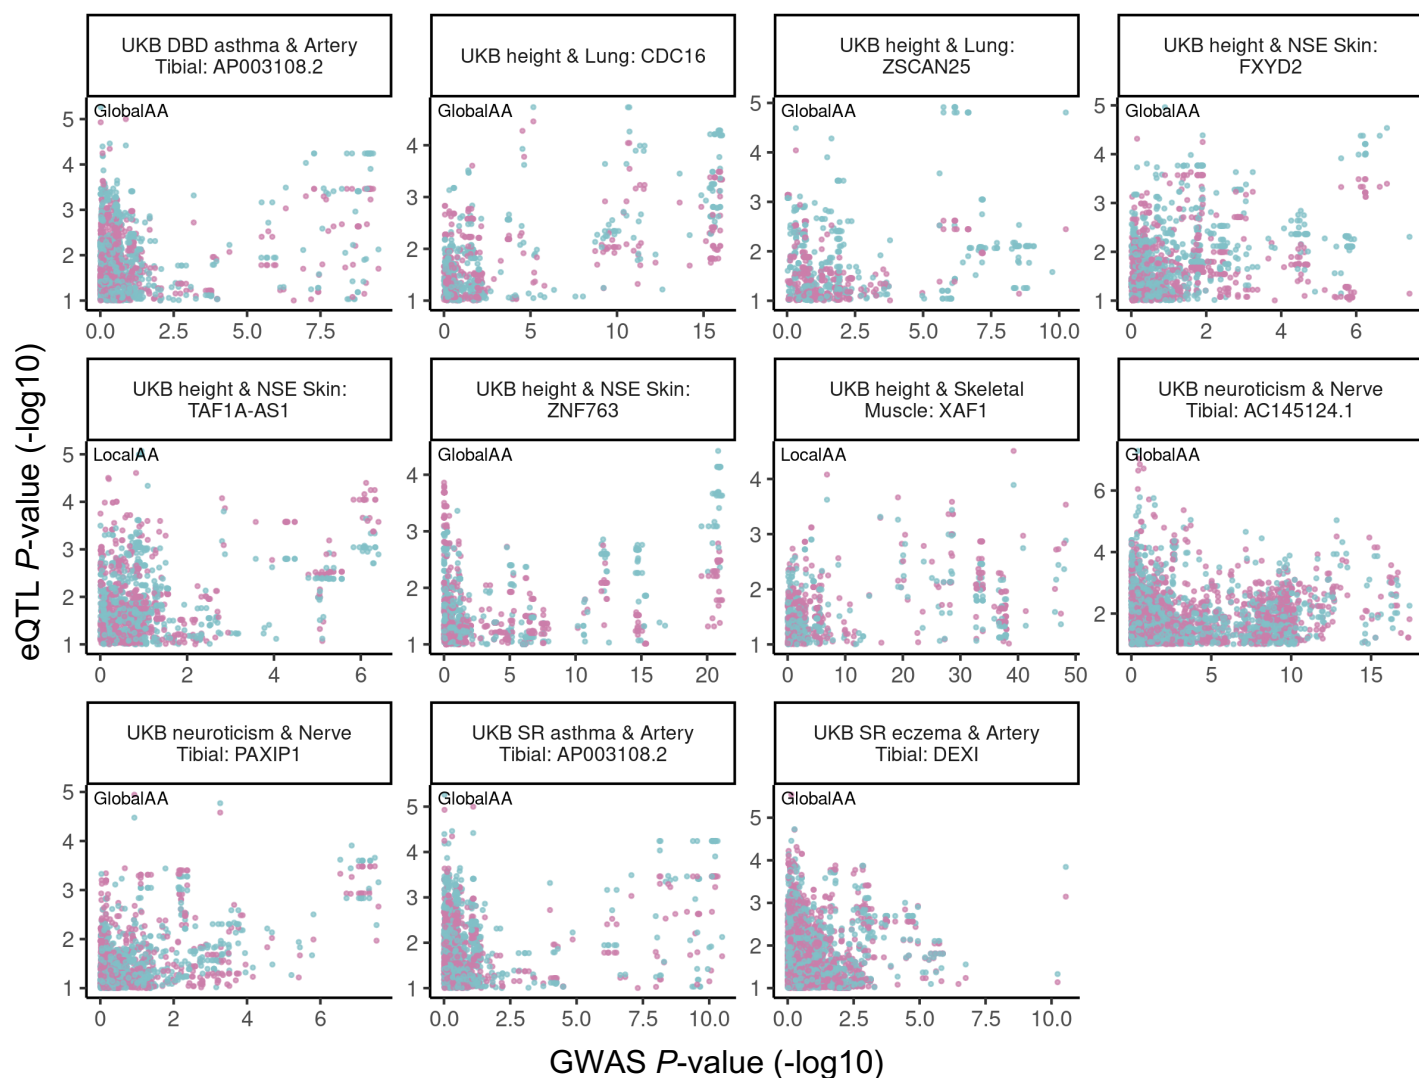 UKB DBD asthma & Artery
Tibial: AP003108.2
UKB height & Lung: CDC16
UKB height & Lung:
ZSCAN25
UKB height & NSE Skin:
FXYD2
GlobalAA
GlobalAA
GlobalAA
GlobalAA
5
4
3
2
1
4
3
2
1
5
4
3
2
1
5
4
3
2
1
0.0 2.5 5.0 7.5
0 5 10 15
0.0 2.5 5.0 7.5 10.0
0 2 4 6
eQTL P-value (-log10)
UKB height & NSE Skin:
TAF1A-AS1
UKB height & NSE Skin:
ZNF763
UKB height & Skeletal
Muscle: XAF1
UKB neuroticism & Nerve
Tibial: AC145124.1
LocalAA
GlobalAA
LocalAA
GlobalAA
5
4
3
2
1
4
3
2
1
4
3
2
1
6
4
2
0 2 4 6
0 5 10 15 20
0 10 20 30 40 50
0 5 10 15
UKB neuroticism & Nerve
Tibial: PAXIP1
UKB SR asthma & Artery
Tibial: AP003108.2
UKB SR eczema & Artery
Tibial: DEXI
GlobalAA
GlobalAA
GlobalAA
5
4
3
2
1
5
4
3
2
1
5
4
3
2
1
0 2 4 6
0.0 2.5 5.0 7.5 10.0
0.0 2.5 5.0 7.5 10.0
GWAS P-value (-log10)